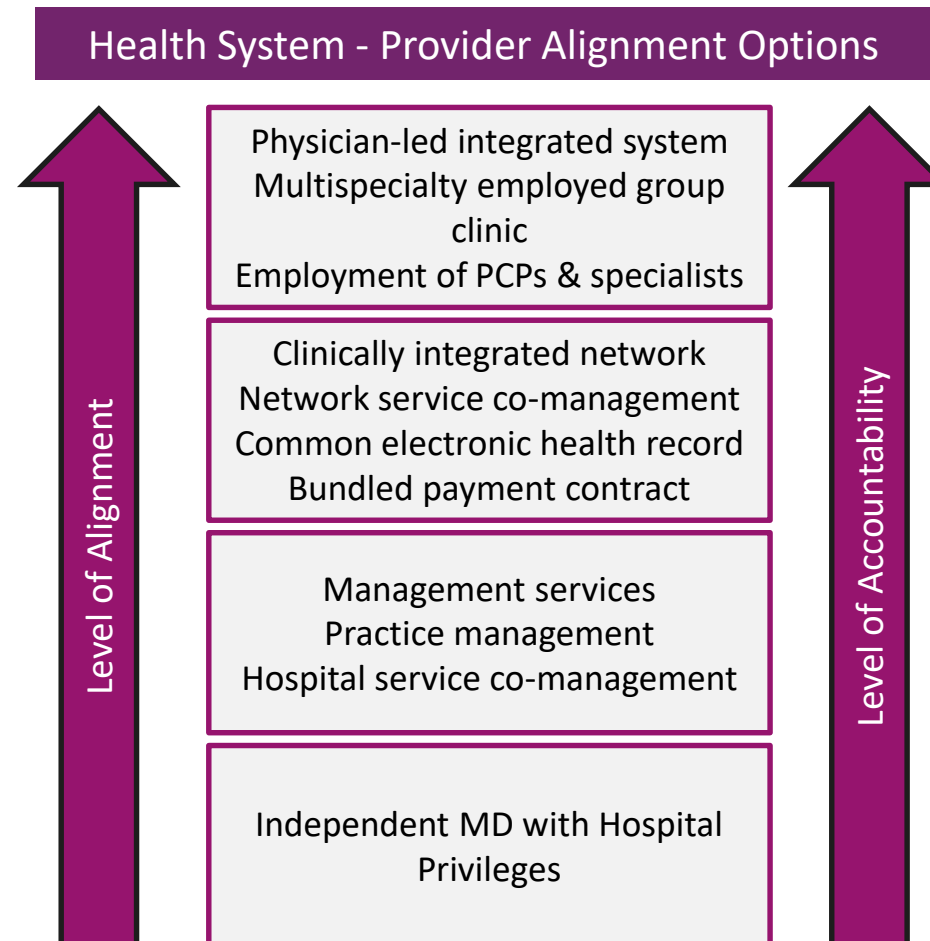 Health System - Provider Alignment Options
Level of Alignment
Physician-led integrated system
Multispecialty employed group
clinic
Employment of PCPs & specialists
Clinically integrated network
Network service co-management
Common electronic health record
Bundled payment contract
Management services
Practice management
Hospital service co-management
Independent MD with Hospital
Privileges
Level of Accountability